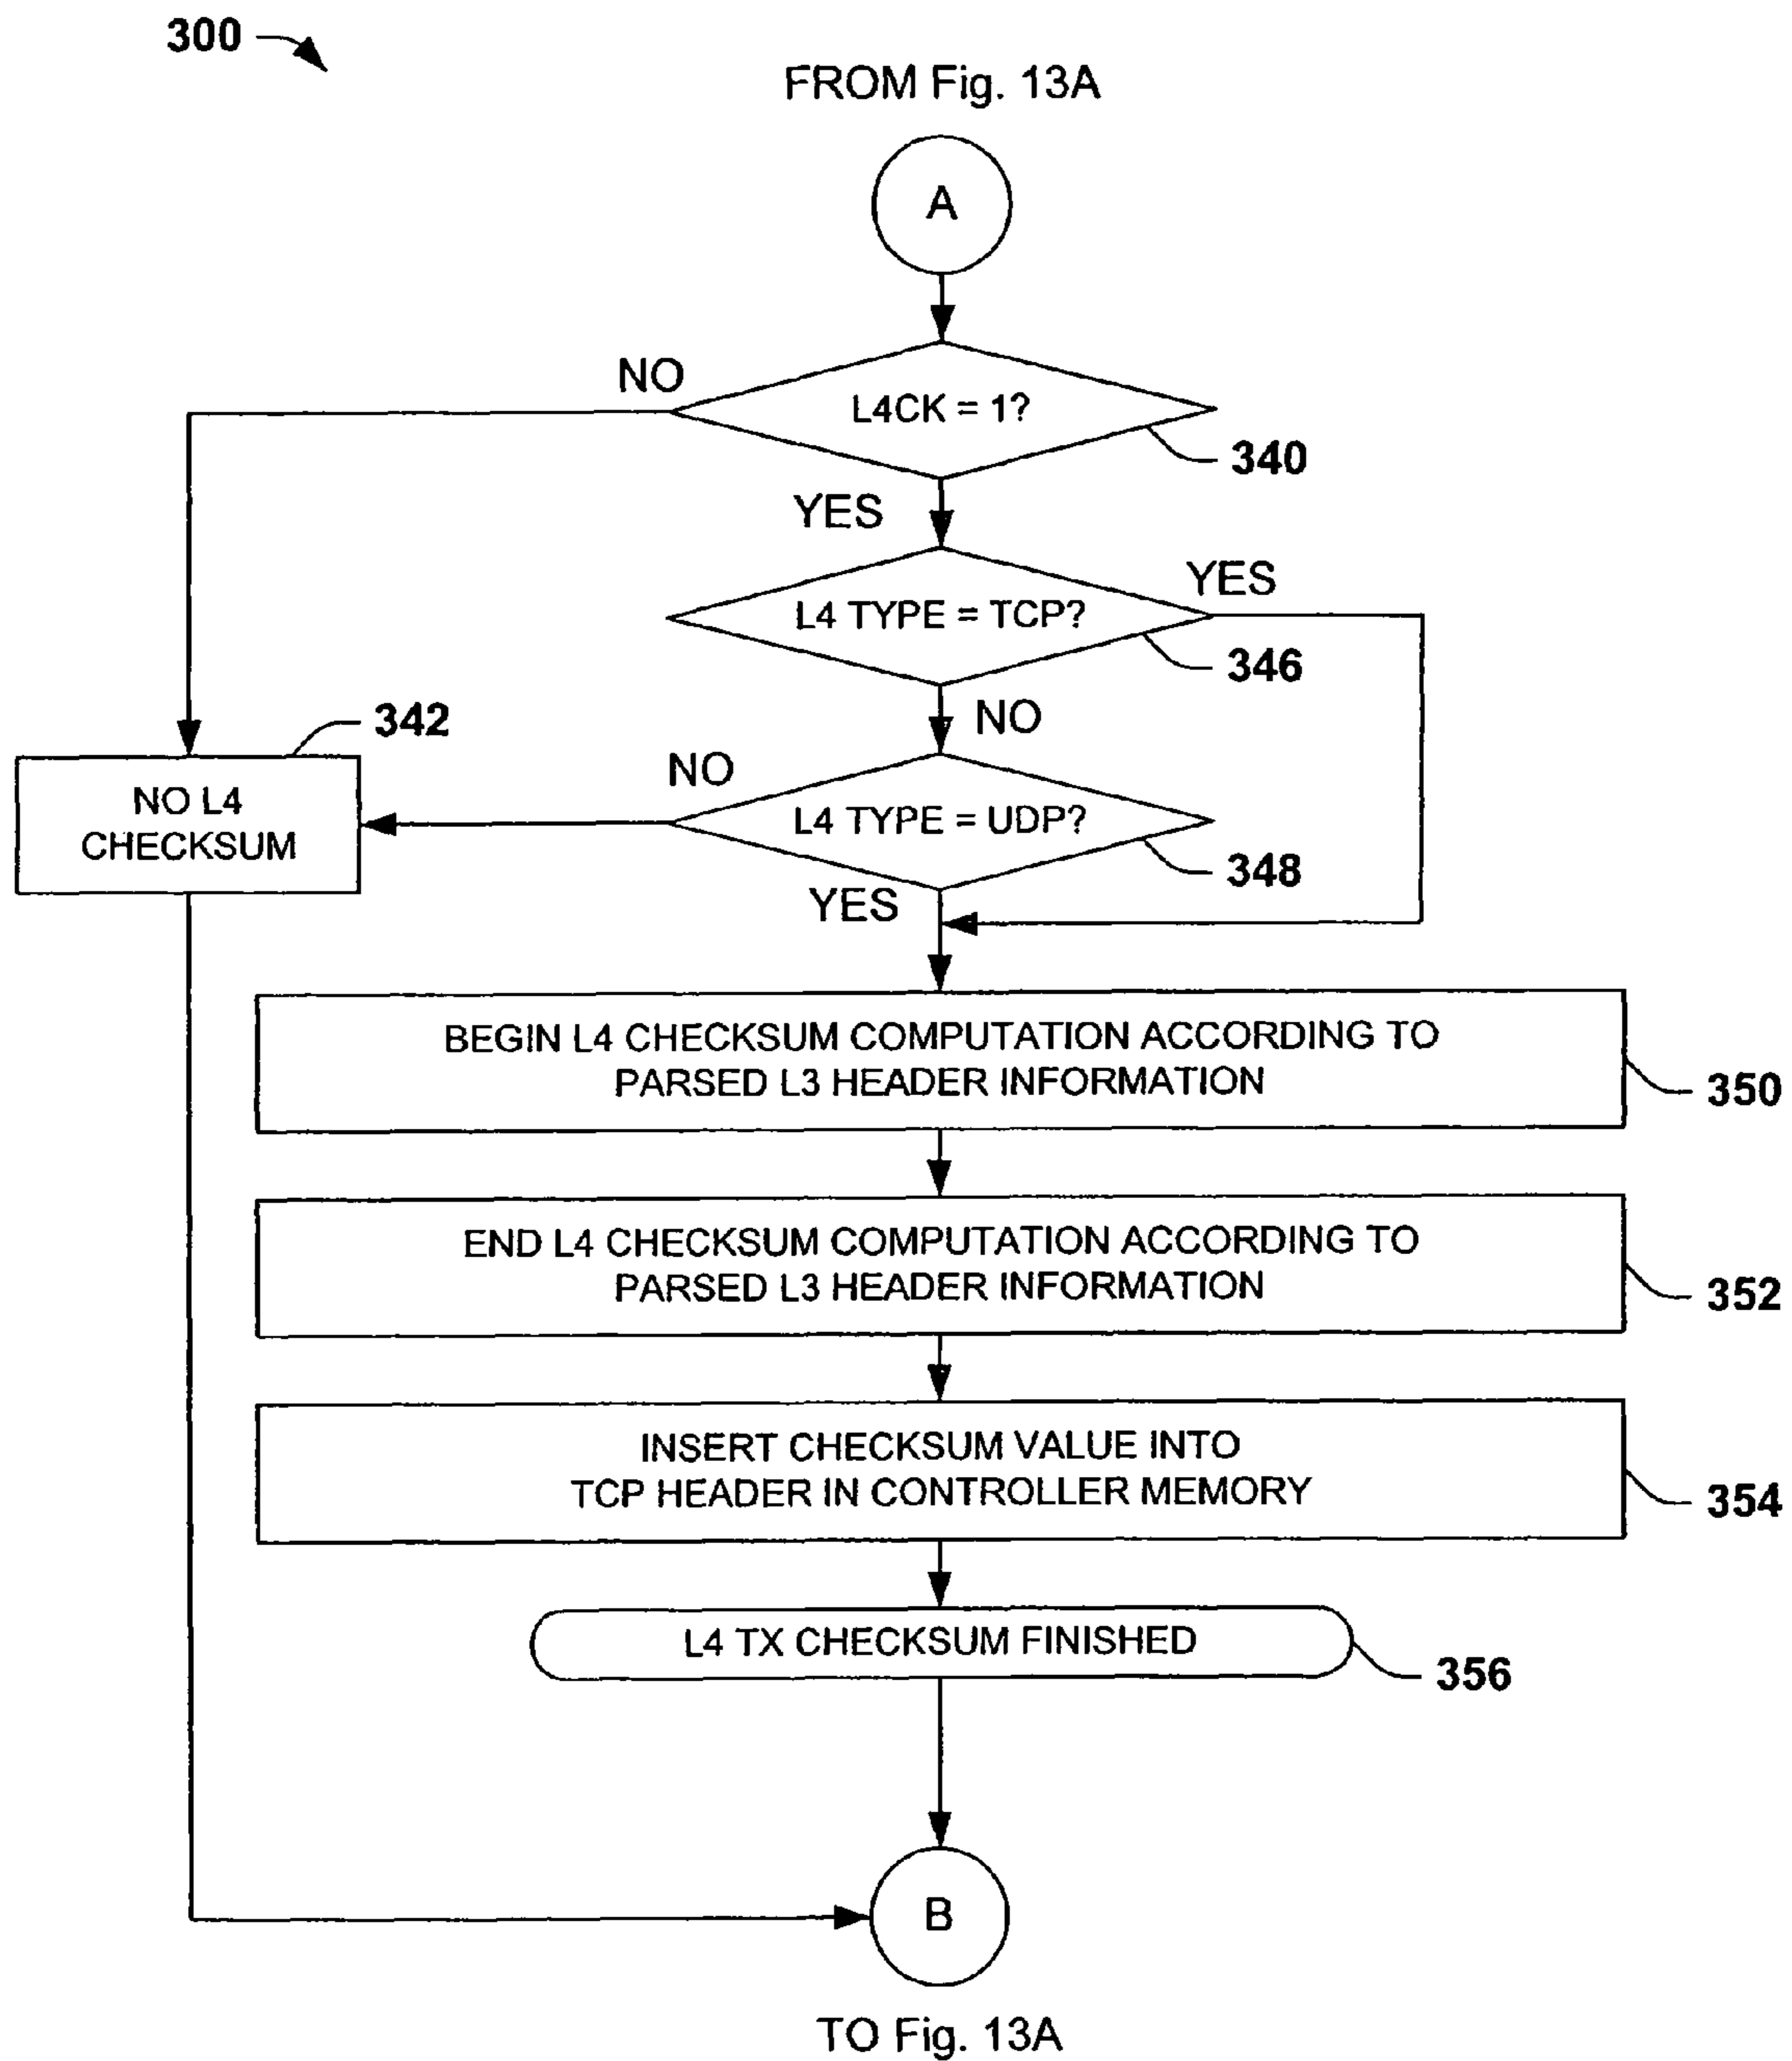 300
FROM Fig. 13A
A
NO
L4CK = 1?
340
YES
L4 TYPE = TCP?
YES
346
NO
342
NO L4
CHECKSUM
NO
L4 TYPE = UDP?
348
YES
BEGIN L4 CHECKSUM COMPUTATION ACCORDING TO
PARSED L3 HEADER INFORMATION
350
END L4 CHECKSUM COMPUTATION ACCORDING TO
PARSED L3 HEADER INFORMATION
352
INSERT CHECKSUM VALUE INTO
TCP HEADER IN CONTROLLER MEMORY
354
L4 TX CHECKSUM FINISHED
356
B
TO Fig. 13A